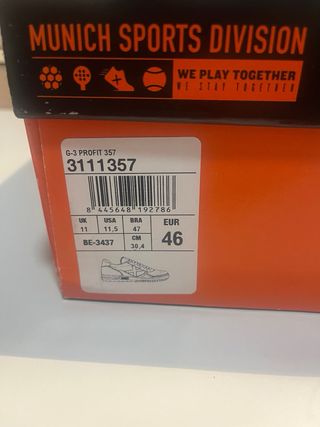 MUNICH SPORTS DIVISION
WE PLAY TOGETHER
WE STAY TOGETHER
G-3 PROFIT 357
3111357
8 445648 192786
UK USA BRA EUR
11 11,5 47 46
BE-3437 CM 30,4